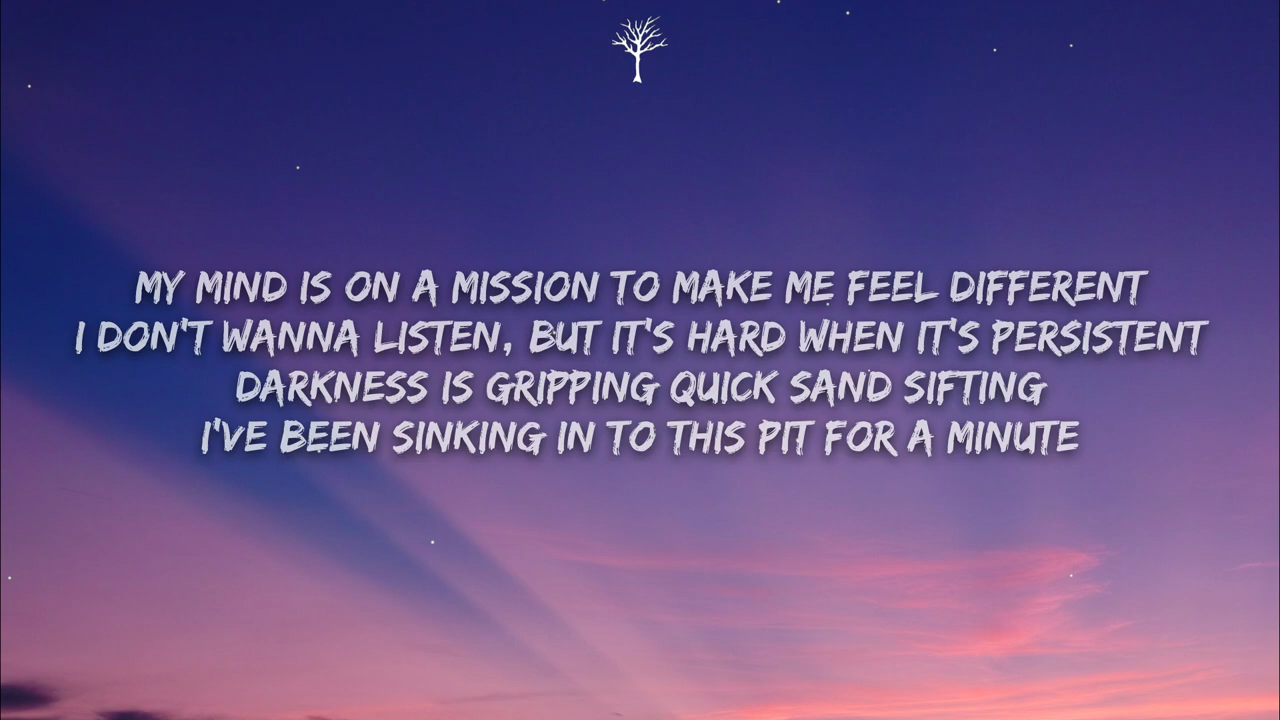 MY MIND IS ON A MISSION TO MAKE ME FEEL DIFFERENT
I DON'T WANNA LISTEN, BUT IT'S HARD WHEN IT'S PERSISTENT
DARKNESS IS GRIPPING QUICK SAND SIFTING
I'VE BEEN SINKING IN TO THIS PIT FOR A MINUTE